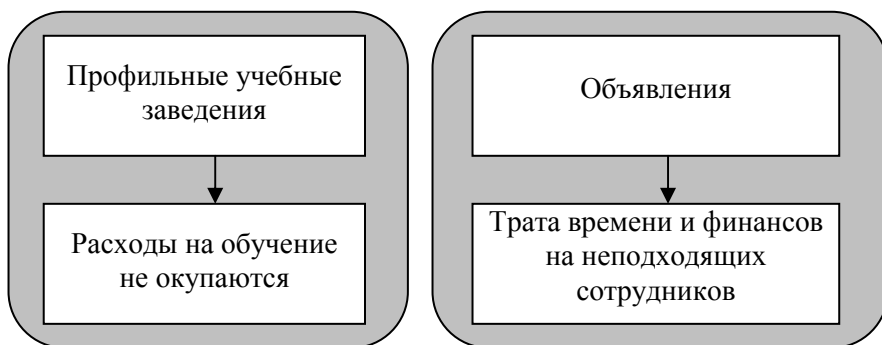 Профильные учебные
заведения
Расходы на обучение
не окупаются
Объявления
Трата времени и финансов
на неподходящих
сотрудников